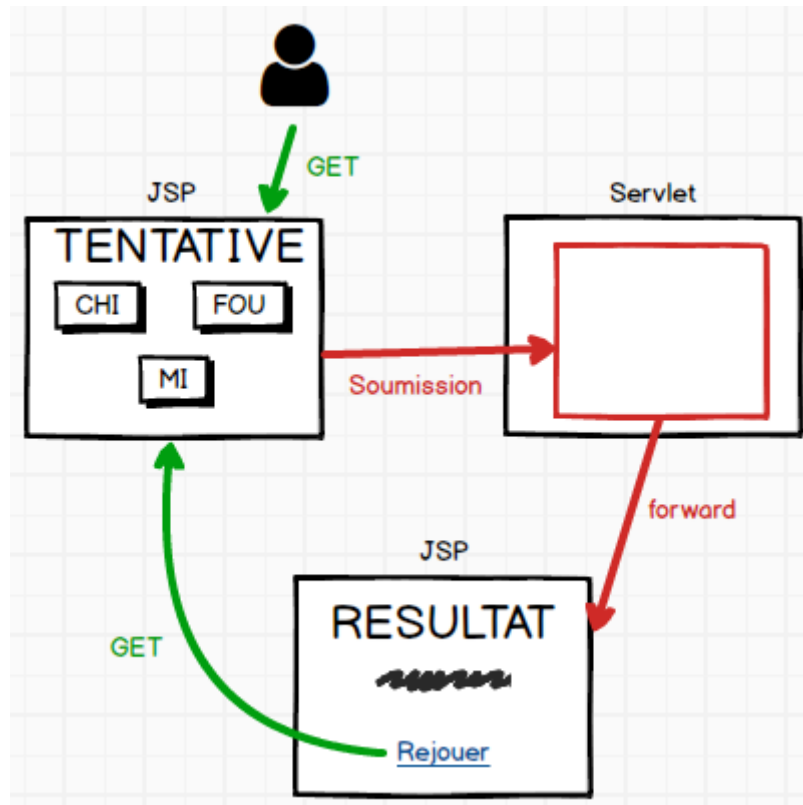 GET
JSP
Servlet
TENTATIVE
CHI
FOU
MI
Soumission
forward
JSP
RESULTAT
GET
Rejouer